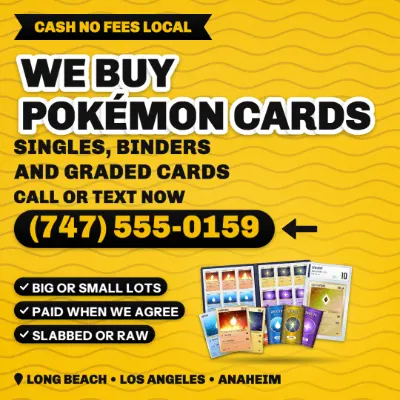 CASH NO FEES LOCAL
WE BUY
POKÉMON CARDS
SINGLES, BINDERS
AND GRADED CARDS
CALL OR TEXT NOW
(747) 555-0159
BIG OR SMALL LOTS
PAID WHEN WE AGREE
SLABBED OR RAW
10
LONG BEACH • LOS ANGELES • ANAHEIM